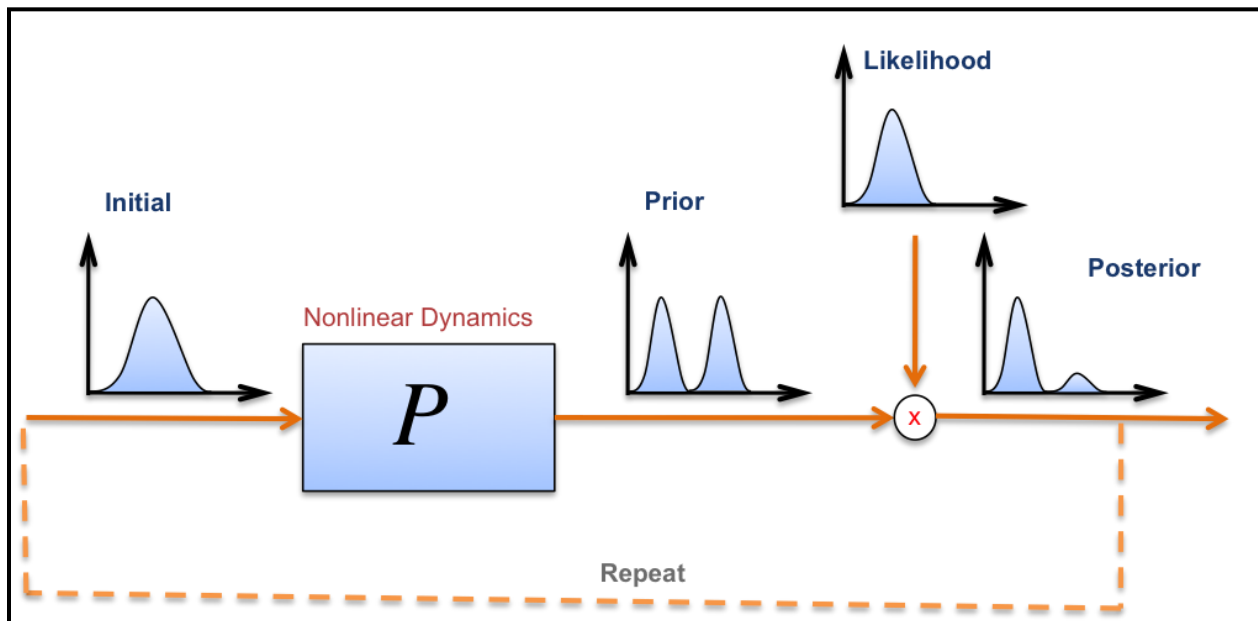 Likelihood
Initial
Prior
Posterior
Nonlinear Dynamics
P
x
Repeat